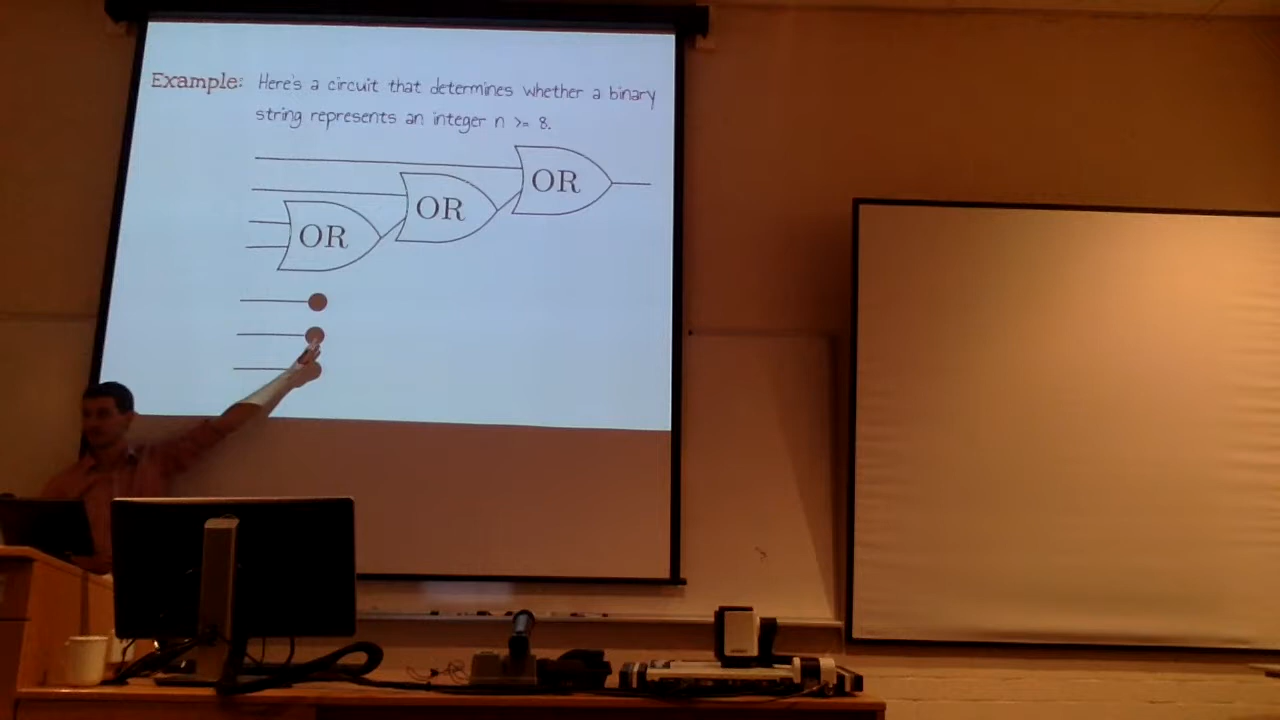 Example: Here's a circuit that determines whether a binary
string represents an integer n >= 8.
OR
OR
OR